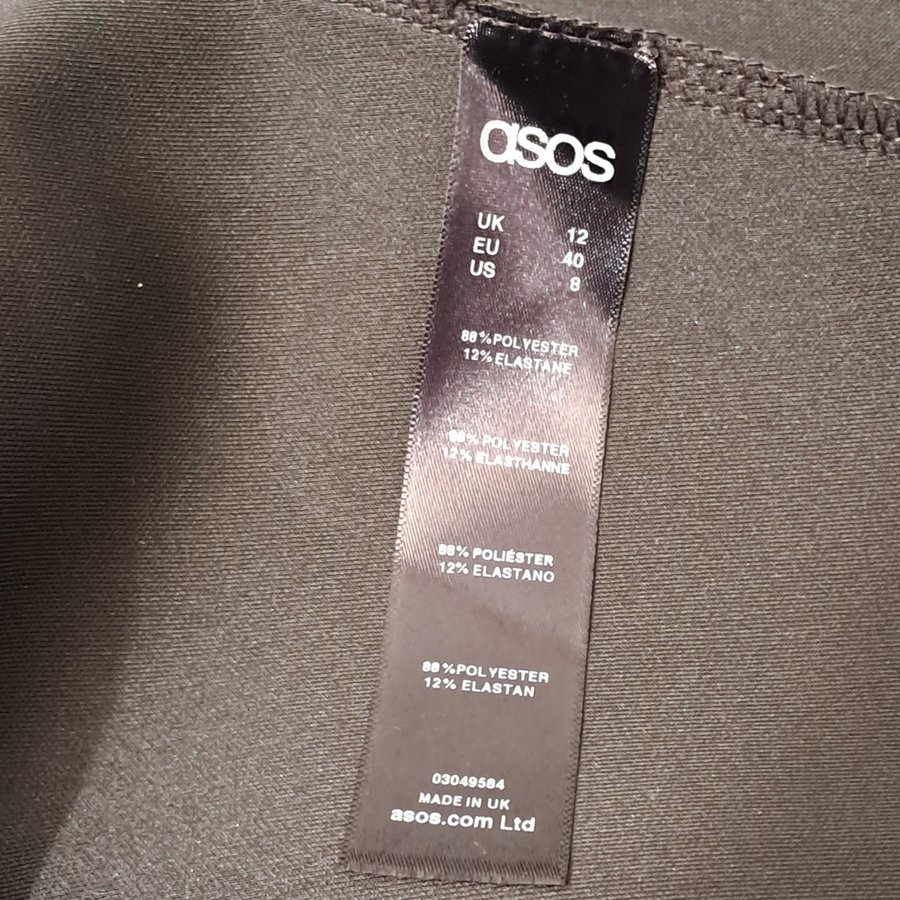 asos
UK 12
EU 40
US 8
88%POLYESTER
12% ELASTANE
88% POLYESTER
12% ELASTHANNE
88% POLIÉSTER
12% ELASTANO
88%POLYESTER
12% ELASTAN
03049584
MADE IN UK
asos.com Ltd